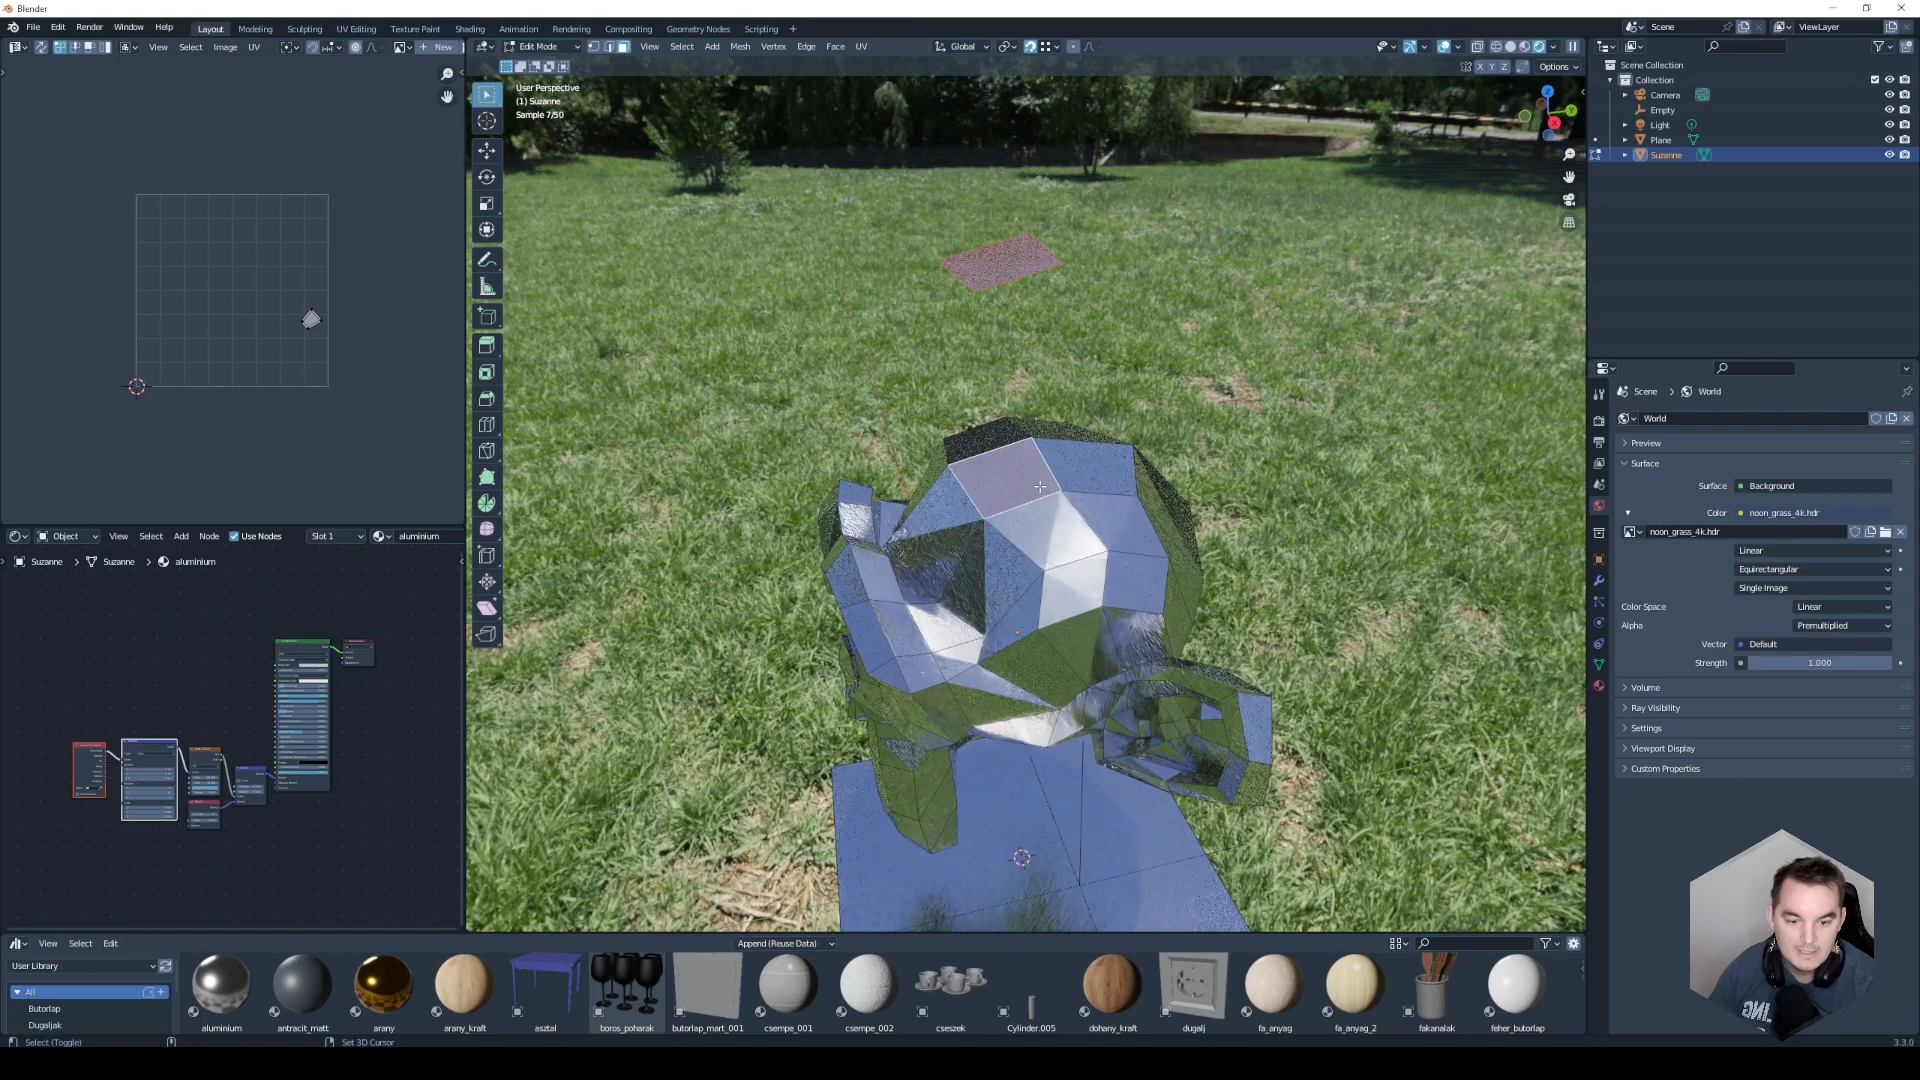 Blender
File Edit Render Window Help Layout Modeling Sculpting UV Editing Texture Paint Shading Animation Rendering Compositing Geometry Nodes Scripting + Scene ViewLayer
View Select Image UV + New Edit Mode View Select Add Mesh Vertex Edge Face UV Global
X Y Z Options
User Perspective
(1) Suzanne
Sample 7/50
Scene Collection
Collection
Camera
Empty
Light
Plane
Suzanne
Scene > World
World
Preview
Surface
Surface Background
Color noon_grass_4k.hdr
noon_grass_4k.hdr
Linear
Equirectangular
Single Image
Color Space Linear
Alpha Premultiplied
Vector Default
Strength 1.000
Volume
Ray Visibility
Settings
Viewport Display
Custom Properties
Object View Select Add Node Use Nodes Slot 1 aluminium
Suzanne > Suzanne > aluminium
View Select Edit Append (Reuse Data)
User Library
All
Butorlap
Dugaljak
aluminium antracit_matt arany arany_kraft asztal boros_poharak butorlap_mart_001 csempe_001 csempe_002 cseszek Cylinder.005 dohany_kraft dugalj fa_anyag fa_anyag_2 fakanalak feher_butorlap
Select (Toggle) Set 3D Cursor 3.3.0